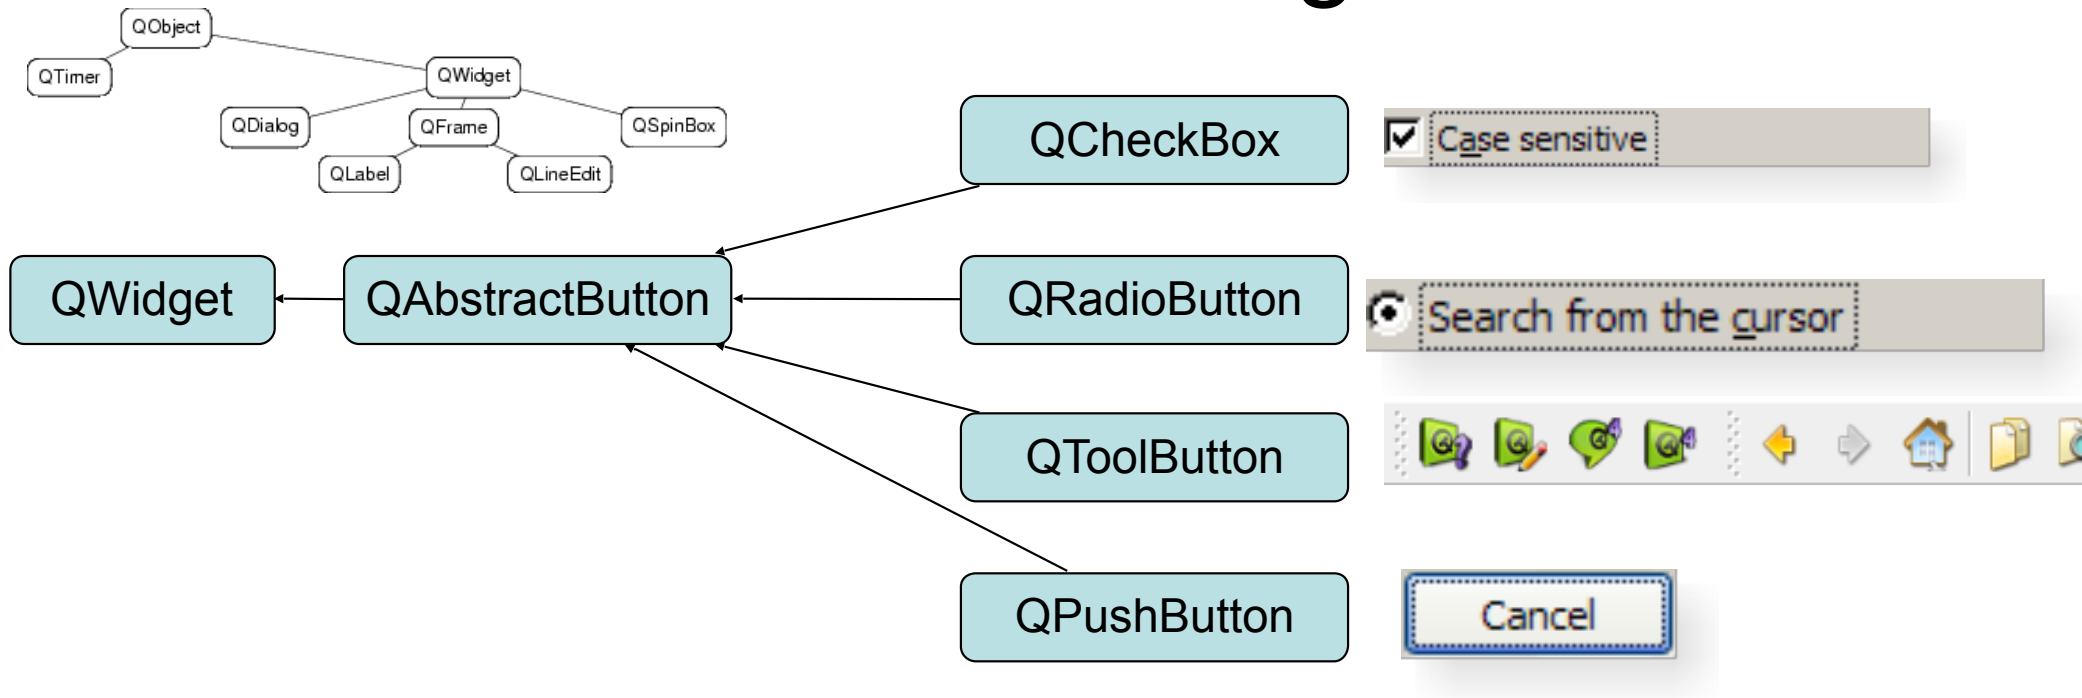 QObject
QTimer
QWidget
QDialog
QFrame
QSpinBox
QLabel
QLineEdit
QCheckBox
Case sensitive
QWidget
QAbstractButton
QRadioButton
Search from the cursor
QToolButton
QPushButton
Cancel